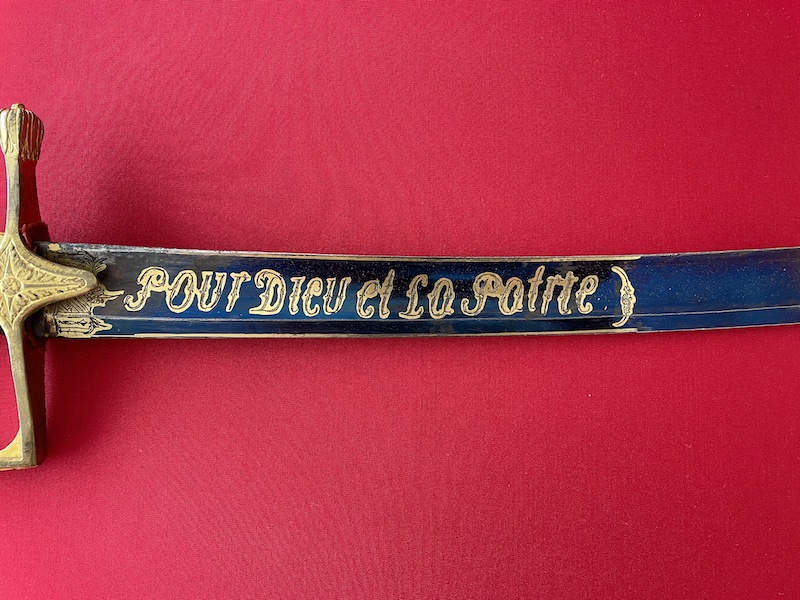 Pour Dieu et La Patrie